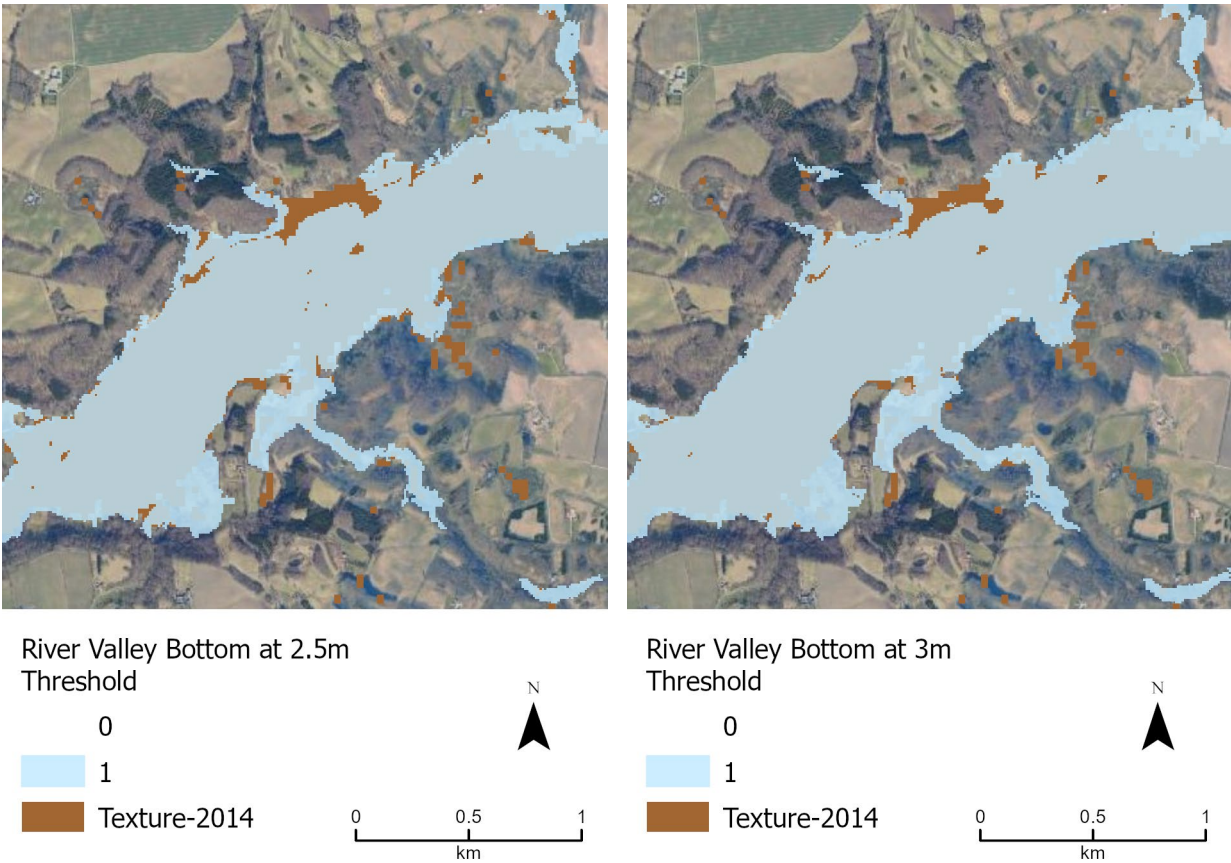 River Valley Bottom at 2.5m
Threshold
N
0
1
Texture-2014
0 0.5 1
km
River Valley Bottom at 3m
Threshold
N
0
1
Texture-2014
0 0.5 1
km